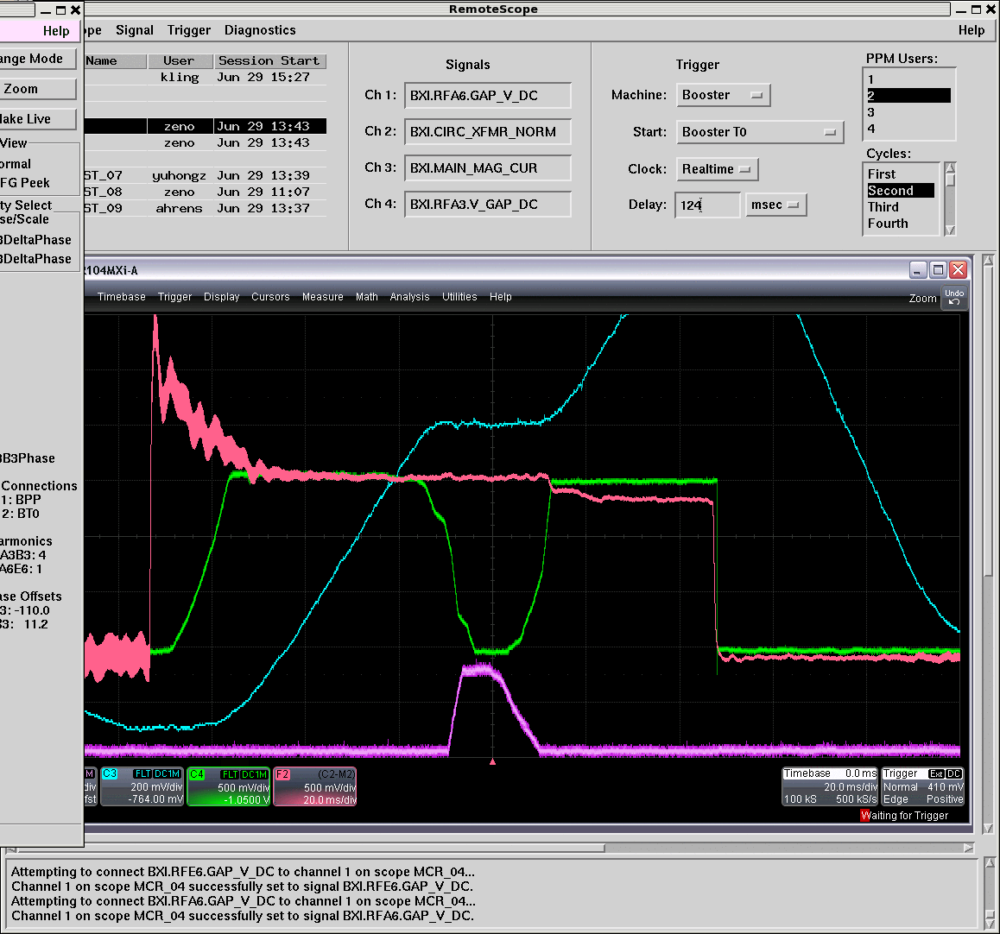 RemoteScope
Help
ope Signal Trigger Diagnostics
Help
ange Mode
Zoom
Make Live
View
ormal
FG Peek
ty Select
se/Scale
3DeltaPhase
3DeltaPhase
3B3Phase
Connections
1: BPP
2: BT0
armonics
A3B3: 4
A6E6: 1
ase Offsets
3: -110.0
33: 11.2
Name User Session Start
kling Jun 29 15:27
zeno Jun 29 13:43
zeno Jun 29 13:43
ST_07 yuhongz Jun 29 13:39
ST_08 zeno Jun 29 11:07
ST_09 ahrens Jun 29 13:37
Signals
Ch 1: BXI.RFA6.GAP_V_DC
Ch 2: BXI.CIRC_XFMR_NORM
Ch 3: BXI.MAIN_MAG_CUR
Ch 4: BXI.RFA3.V_GAP_DC
Trigger
Machine: Booster
Start: Booster T0
Clock: Realtime
Delay: 124 msec
PPM Users:
1
2
3
4
Cycles:
First
Second
Third
Fourth
104MXi-A
Timebase Trigger Display Cursors Measure Math Analysis Utilities Help
Zoom Undo
M
div
fst
C3 FLT DC1M
200 mV/div
-764.00 mV
C4 FLT DC1M
500 mV/div
-1.0500 V
F2 (C2-M2)
500 mV/div
20.0 ms/div
Timebase 0.0 ms
20.0 ms/div
100 kS 500 kS/s
Trigger Ext DC
Normal 410 mV
Edge Positive
Waiting for Trigger
Attempting to connect BXI.RFE6.GAP_V_DC to channel 1 on scope MCR_04...
Channel 1 on scope MCR_04 successfully set to signal BXI.RFE6.GAP_V_DC.
Attempting to connect BXI.RFA6.GAP_V_DC to channel 1 on scope MCR_04...
Channel 1 on scope MCR_04 successfully set to signal BXI.RFA6.GAP_V_DC.